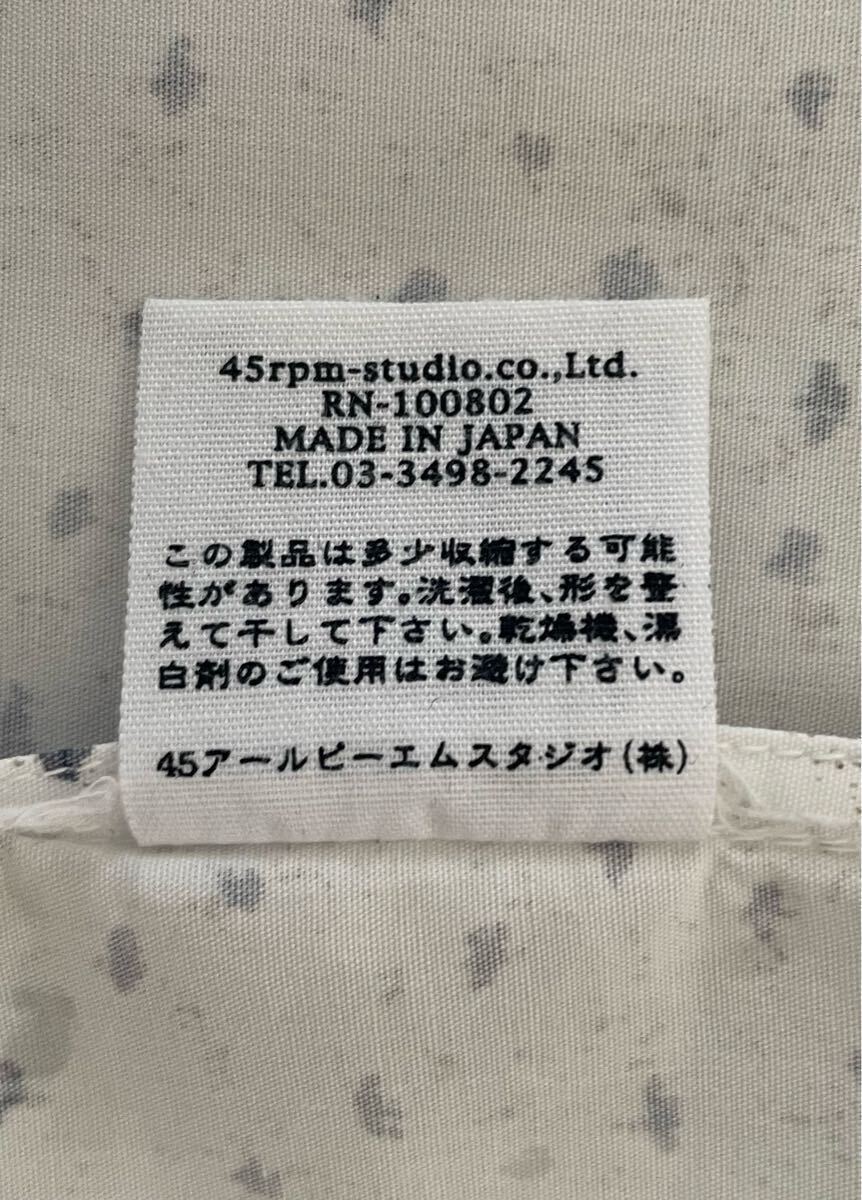 45rpm-studio.co.,Ltd.
RN-100802
MADE IN JAPAN
TEL.03-3498-2245
この製品は多少収縮する可能
性があります。洗濯後、形を整
えて干して下さい。乾燥機、漂
白剤のご使用はお避け下さい。
45アールピーエムスタジオ(株)